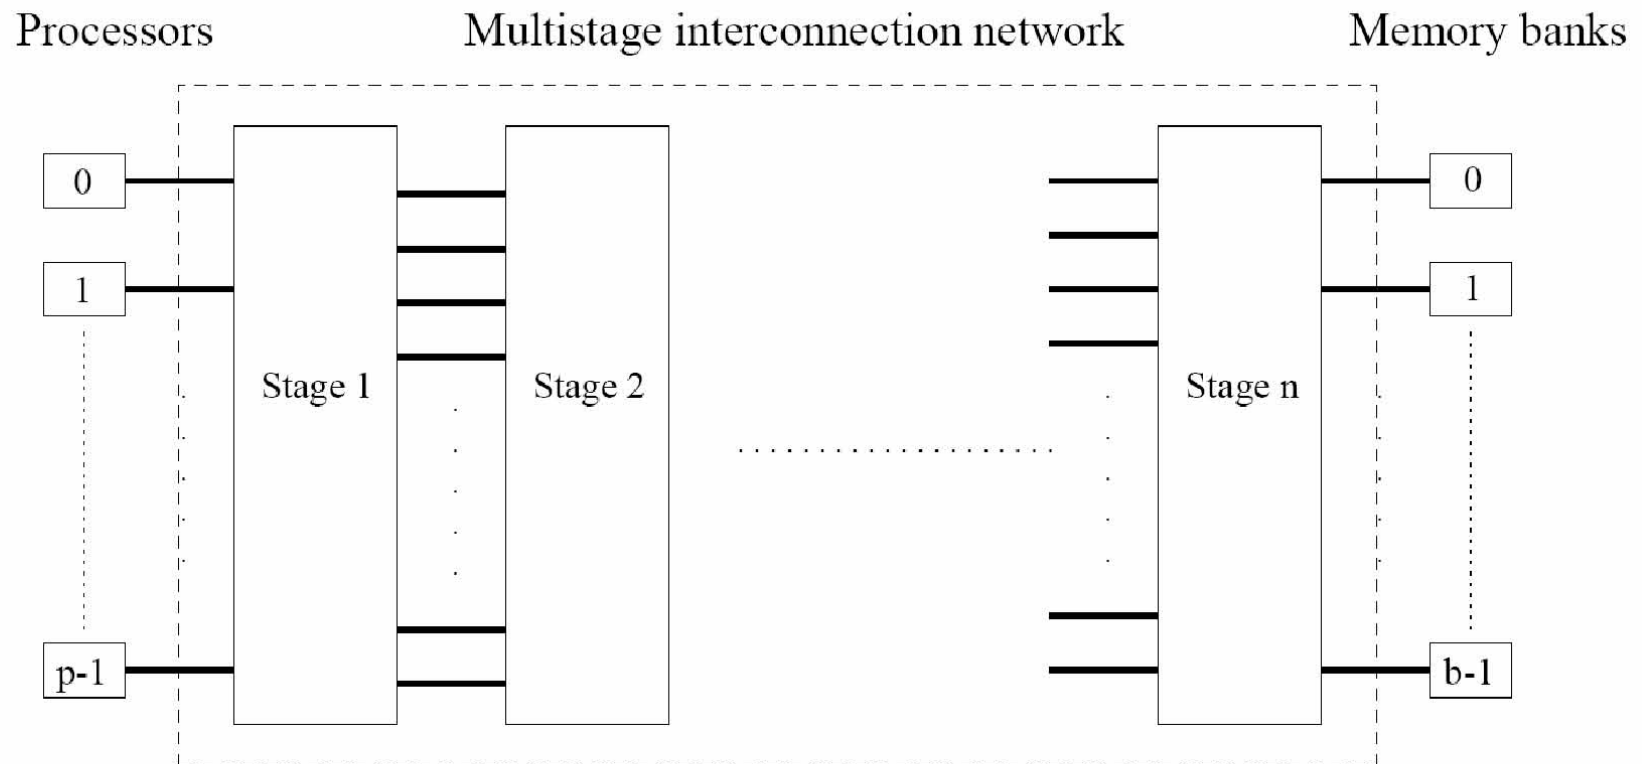 Processors Multistage interconnection network Memory banks
0 0
1 1
Stage 1 Stage 2 Stage n
p-1 b-1